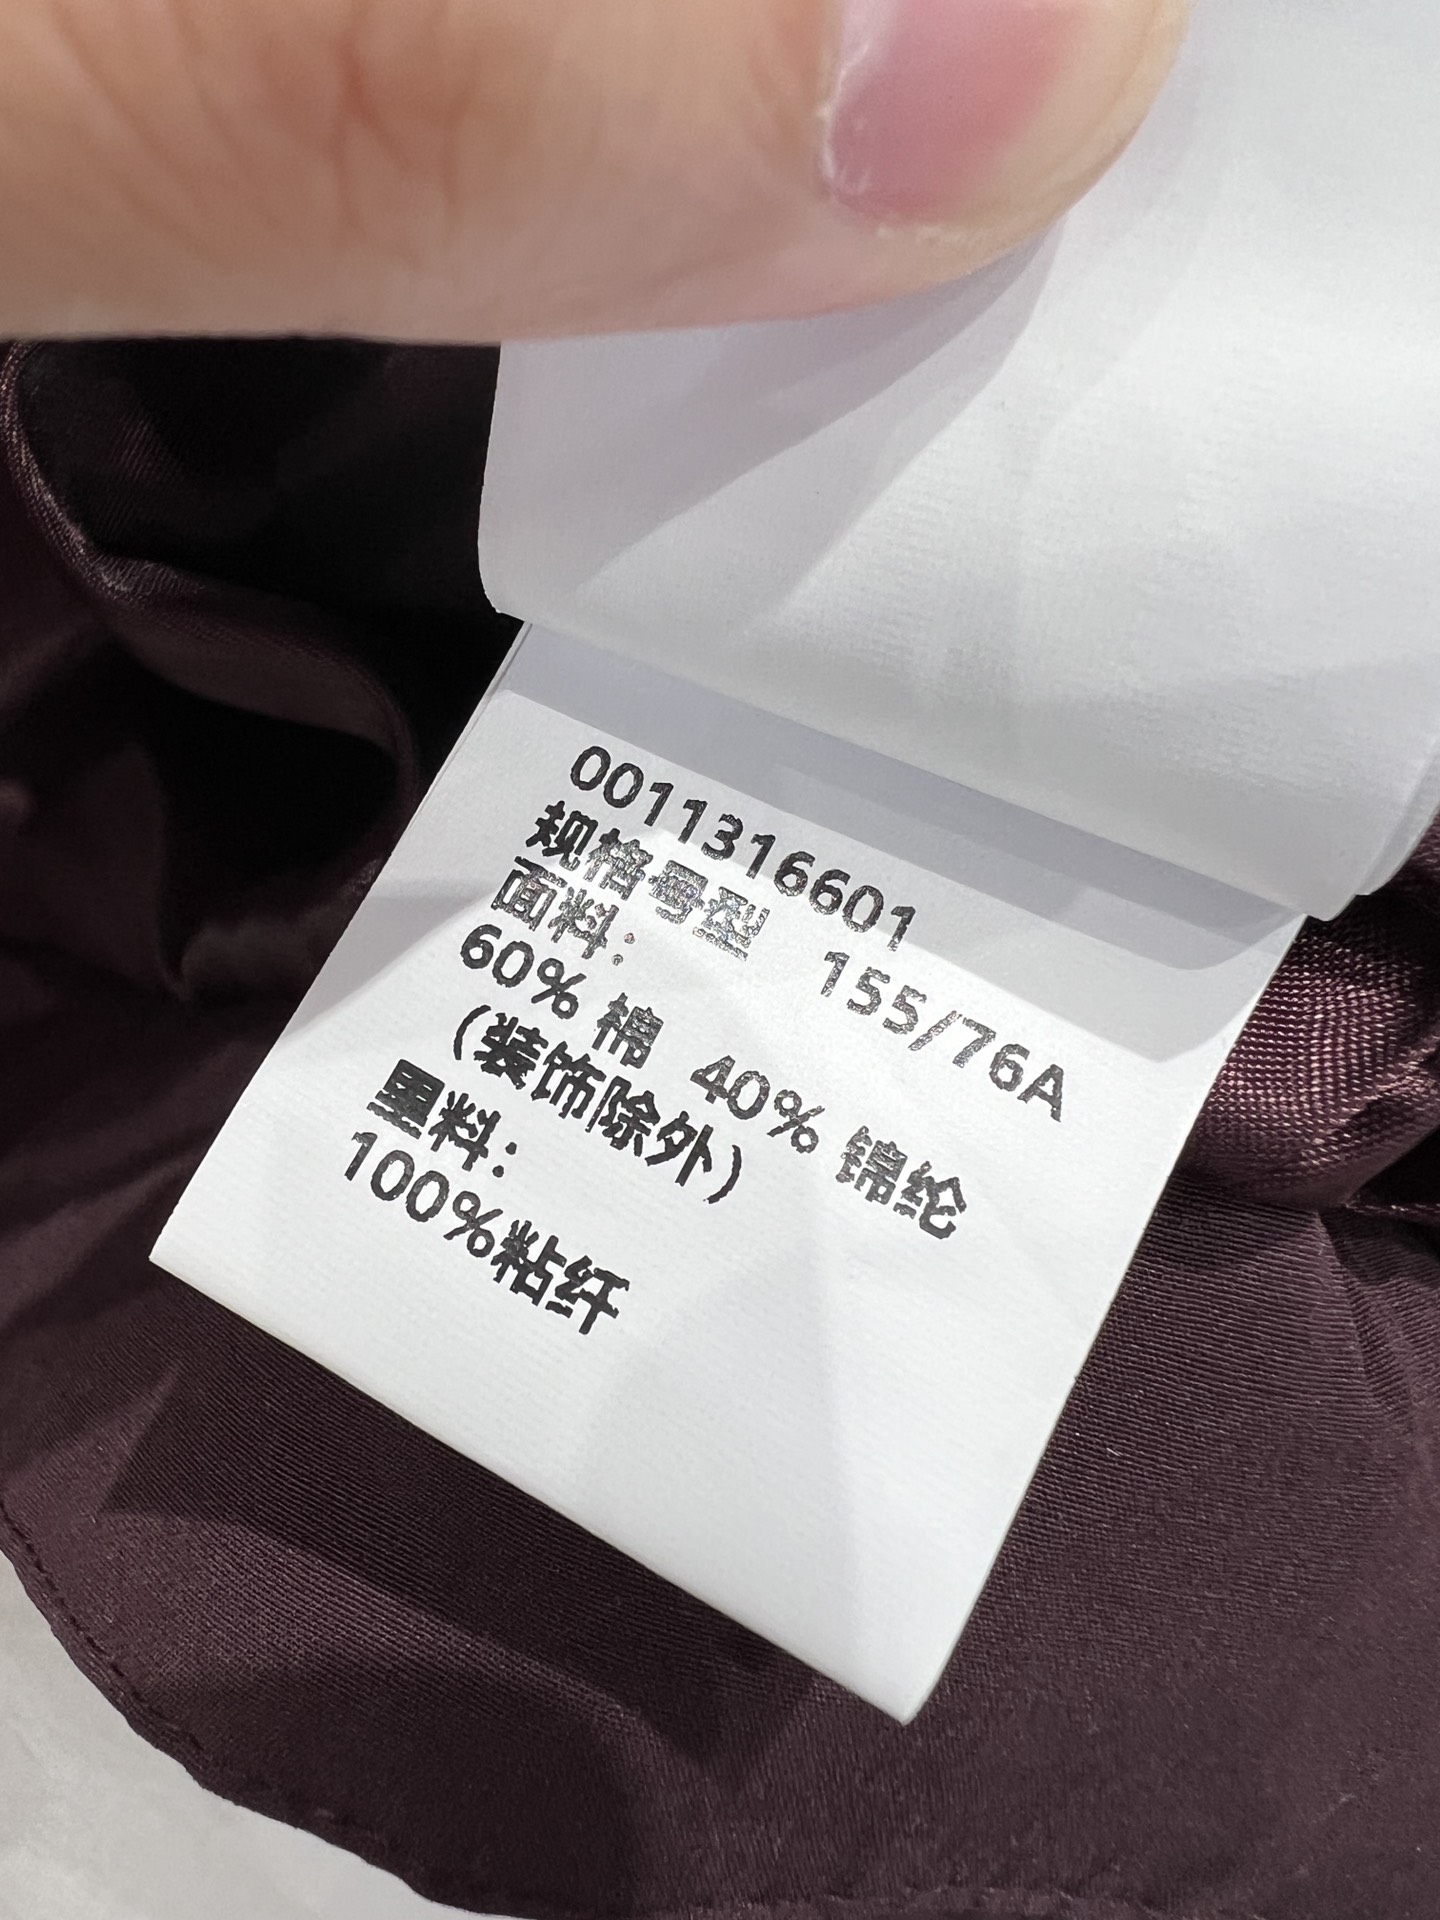 0011316601
规格号型 155/76A
面料:
60% 棉 40% 锦纶
(装饰除外)
里料:
100%粘纤